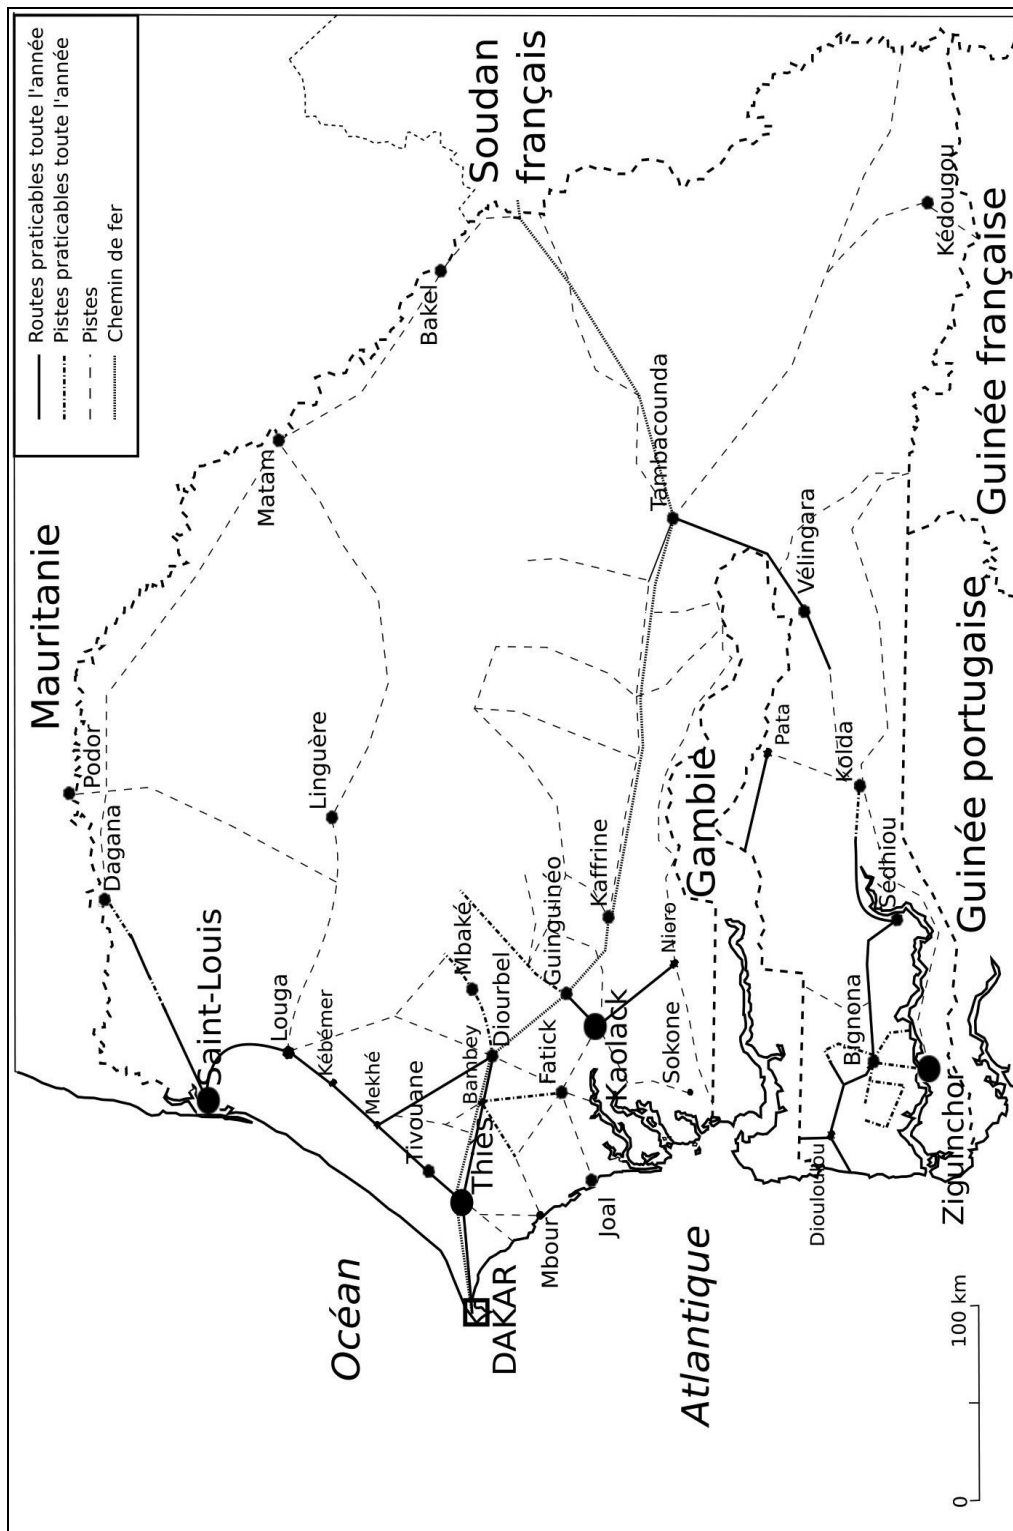 Routes praticables toute l'année
Pistes praticables toute l'année
Pistes
Chemin de fer
Mauritanie
Soudan
français
Podor
Dagana
Matam
Bakel
Saint-Louis
Louga
Linguère
Kébémer
Mekhé
Tivouane
Mbaké
Thiès
Bambey
Diourbel
Océan
DAKAR
Mbour
Joal
Fatick
Guinguinéo
Kaolack
Kaffrine
Tambacounda
Sokone
Nioro
Gambie
Atlantique
Pata
Vélingara
Kolda
Kédougou
Diouloulou
Bignona
Sédhiou
Ziguinchor
Guinée portugaise
Guinée française
0
100 km